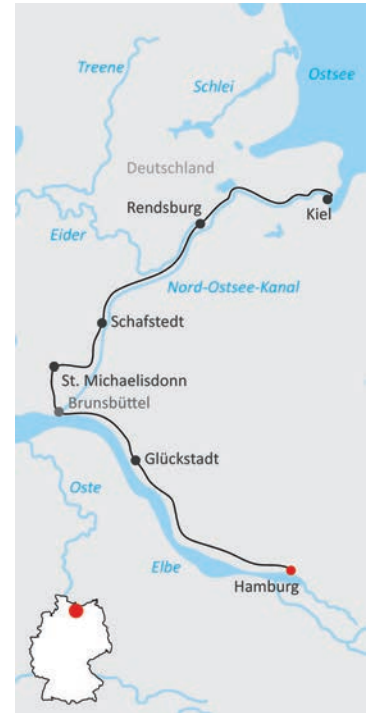 Treene
Schlei
Ostsee
Deutschland
Rendsburg
Kiel
Eider
Nord-Ostsee-Kanal
Schafstedt
St. Michaelisdonn
Brunsbüttel
Glückstadt
Oste
Elbe
Hamburg